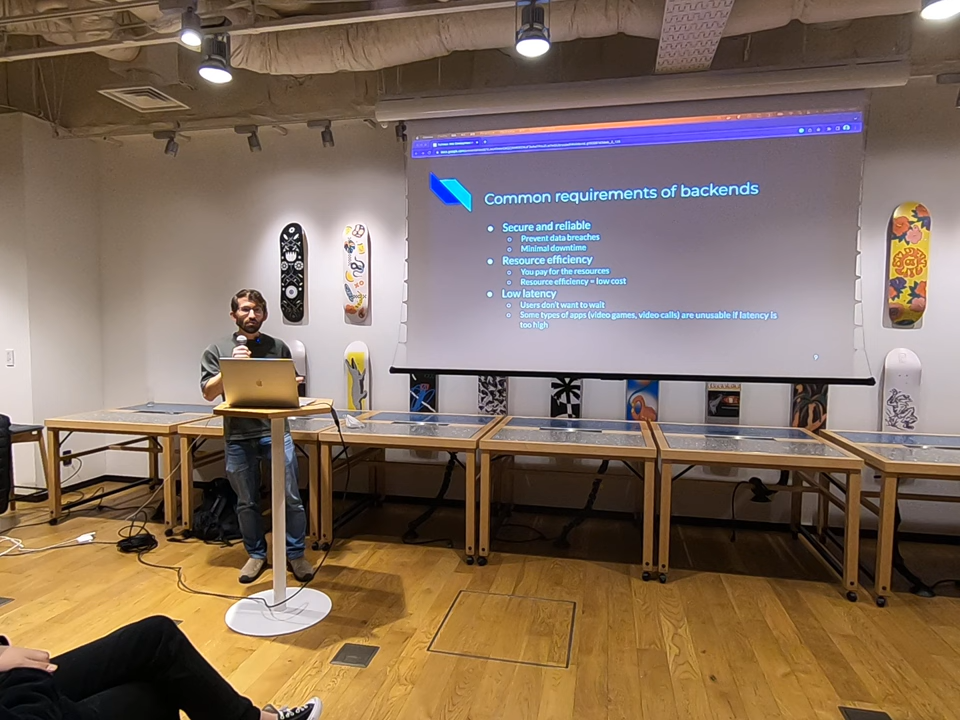 Common requirements of backends
● Secure and reliable
○ Prevent data breaches
○ Minimal downtime
● Resource efficiency
○ You pay for the resources
○ Resource efficiency = low cost
● Low latency
○ Users don't want to wait
○ Some types of apps (video games, video calls) are unusable if latency is
too high